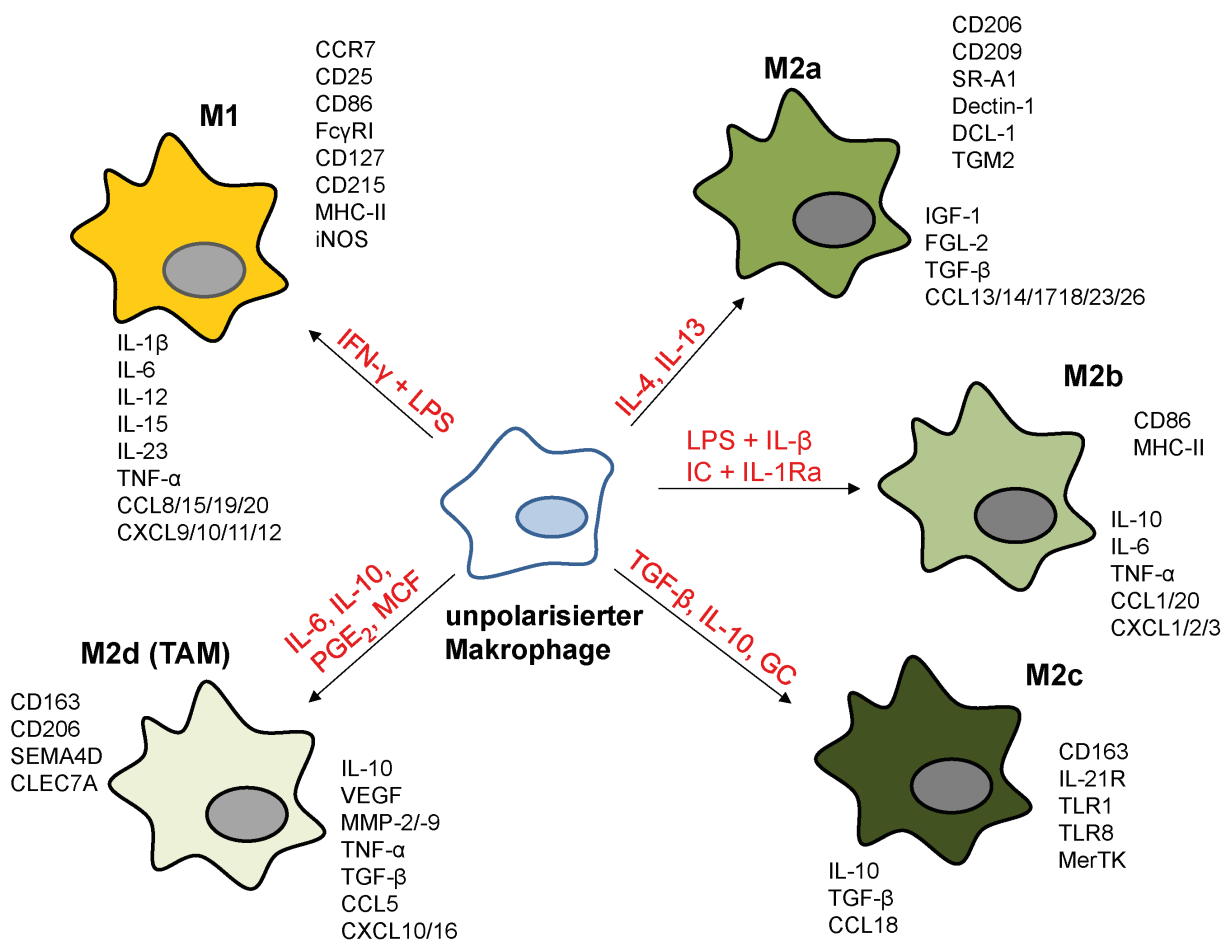 M1
CCR7
CD25
CD86
FcγRI
CD127
CD215
MHC-II
iNOS
IL-1β
IL-6
IL-12
IL-15
IL-23
TNF-α
CCL8/15/19/20
CXCL9/10/11/12
IFN-γ + LPS
M2a
CD206
CD209
SR-A1
Dectin-1
DCL-1
TGM2
IGF-1
FGL-2
TGF-β
CCL13/14/1718/23/26
IL-4, IL-13
M2b
CD86
MHC-II
LPS + IL-β
IC + IL-1Ra
IL-10
IL-6
TNF-α
CCL1/20
CXCL1/2/3
unpolarisierter
Makrophage
TGF-β, IL-10, GC
M2c
CD163
IL-21R
TLR1
TLR8
MerTK
IL-10
TGF-β
CCL18
IL-6, IL-10,
PGE₂, MCF
M2d (TAM)
CD163
CD206
SEMA4D
CLEC7A
IL-10
VEGF
MMP-2/-9
TNF-α
TGF-β
CCL5
CXCL10/16